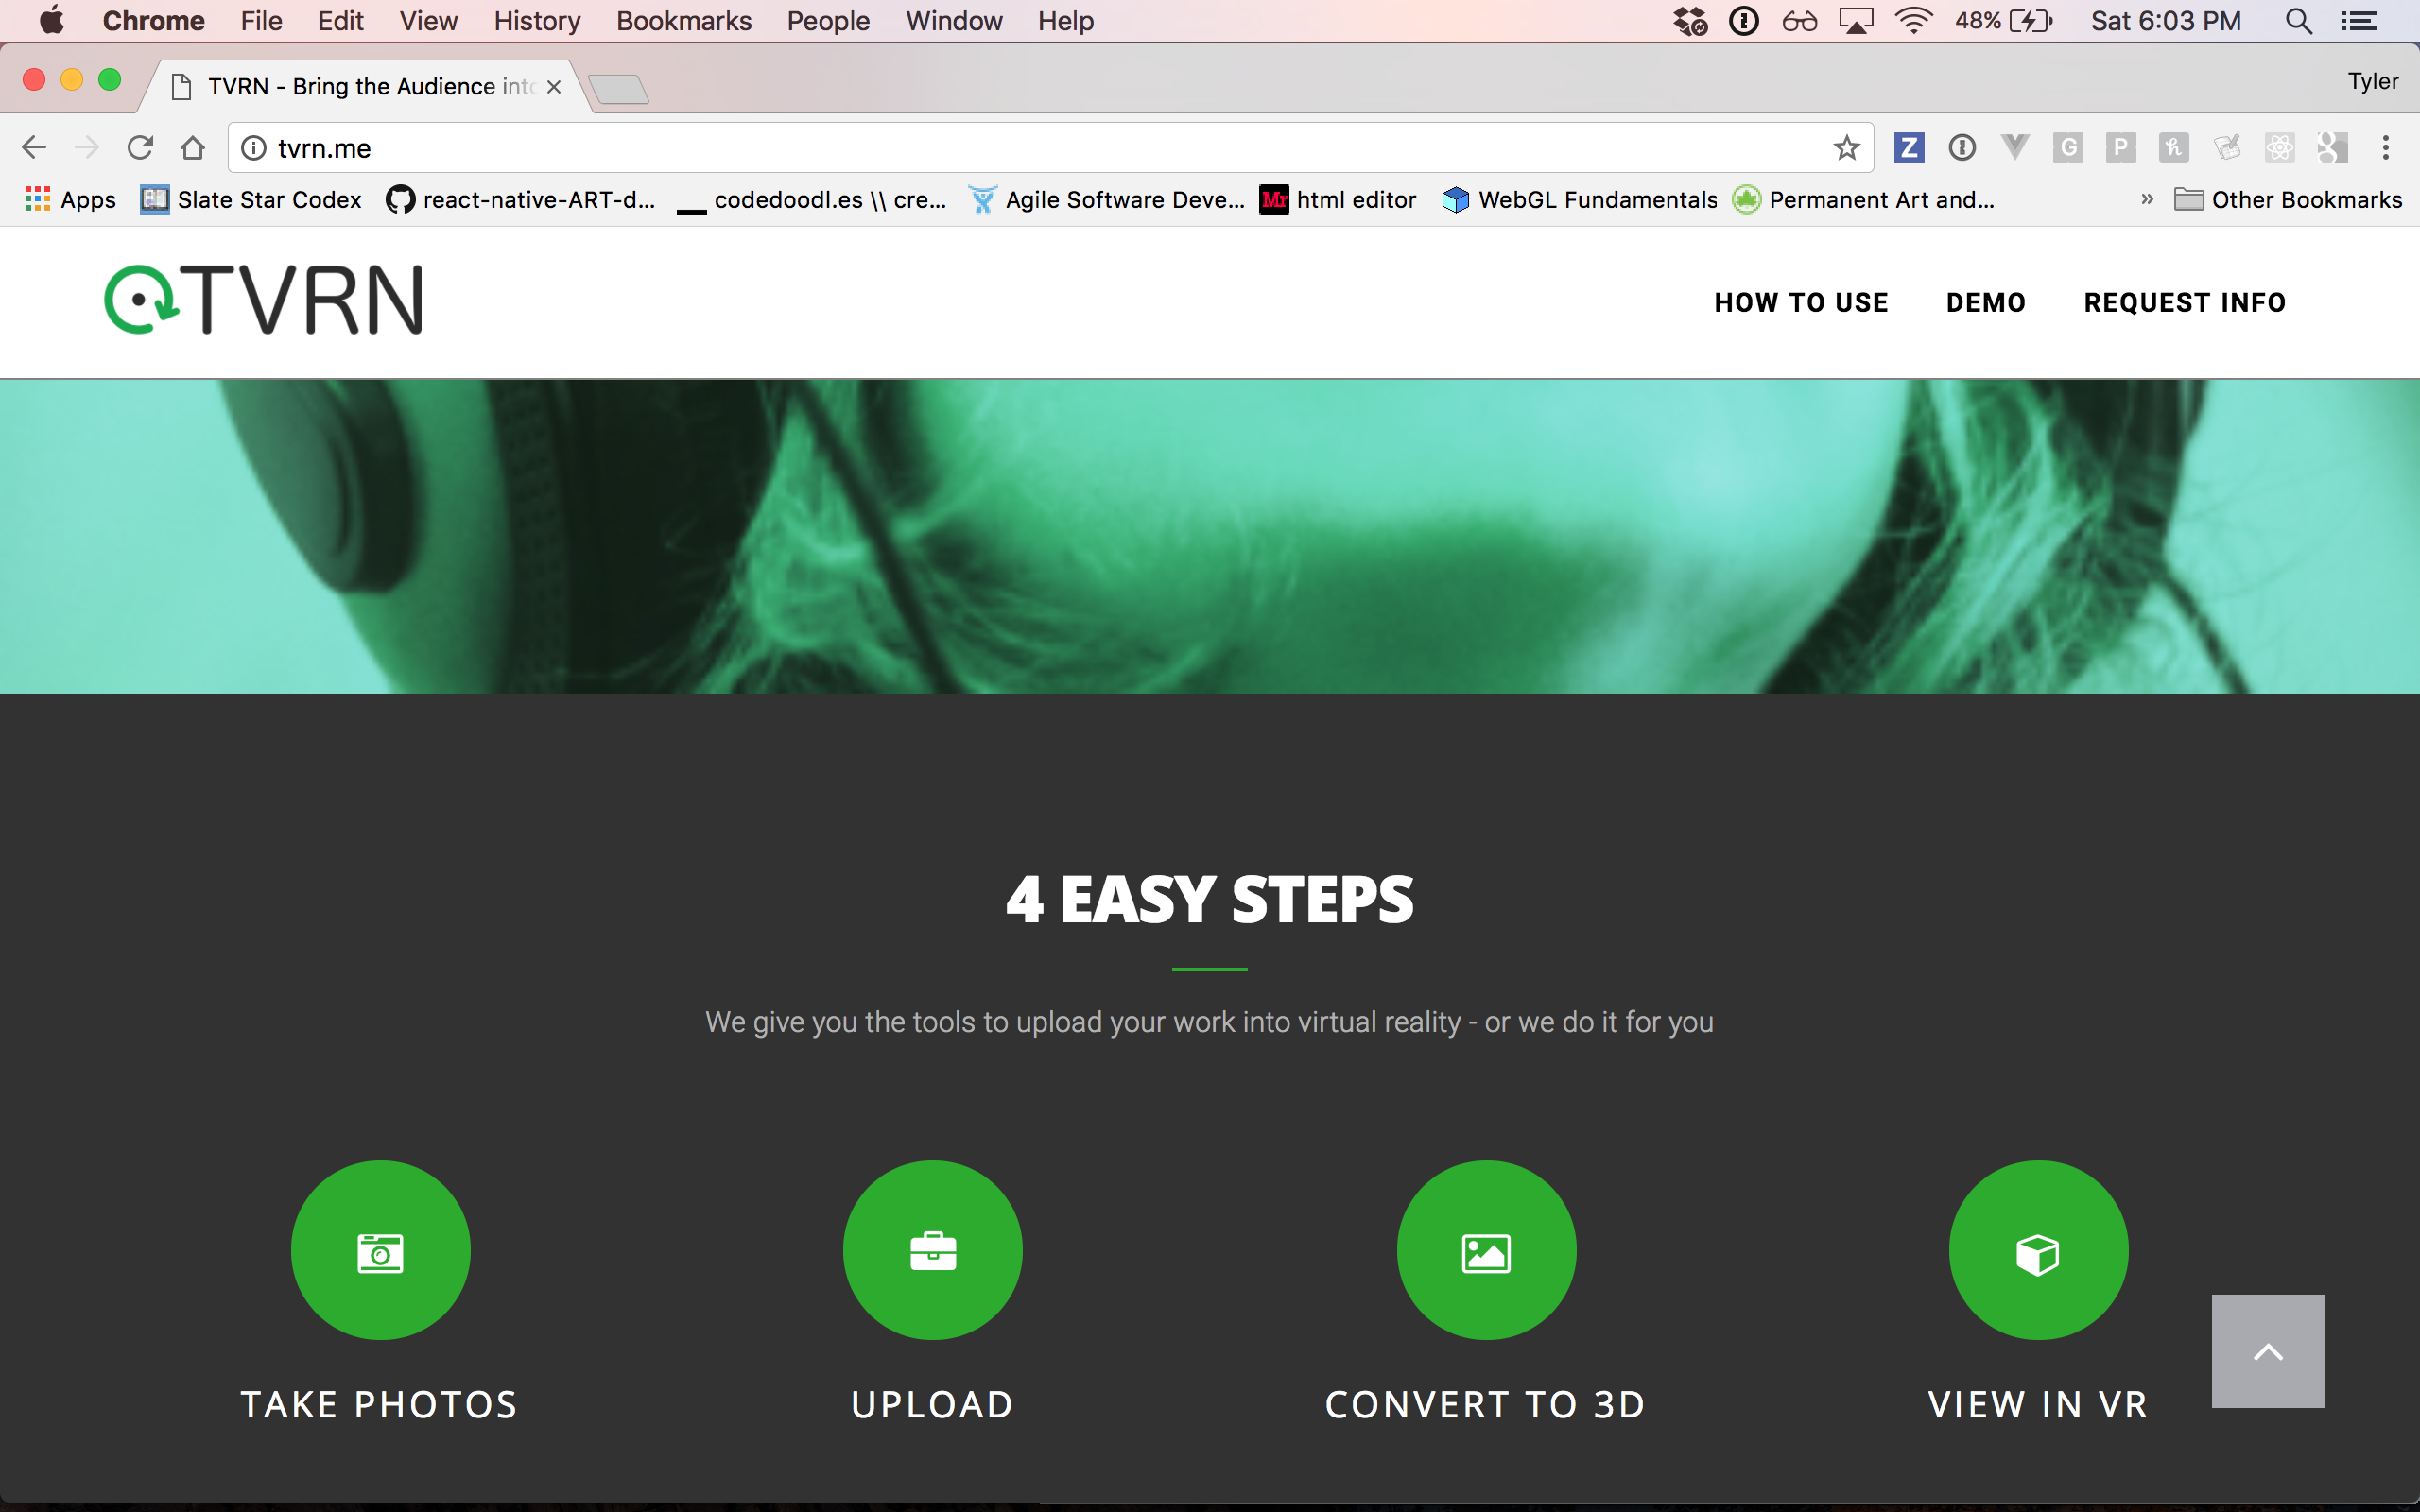 Chrome File Edit View History Bookmarks People Window Help 48% Sat 6:03 PM
TVRN - Bring the Audience into
Tyler
tvrn.me
Z G P h
Apps Slate Star Codex react-native-ART-d... codedoodl.es \\ cre... Agile Software Deve... Mr html editor WebGL Fundamentals Permanent Art and... » Other Bookmarks
TVRN
HOW TO USE DEMO REQUEST INFO
4 EASY STEPS
We give you the tools to upload your work into virtual reality - or we do it for you
TAKE PHOTOS UPLOAD CONVERT TO 3D VIEW IN VR